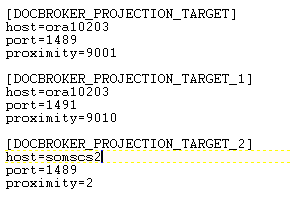 [DOCBROKER_PROJECTION_TARGET]
host=ora10203
port=1489
proximity=9001
[DOCBROKER_PROJECTION_TARGET_1]
host=ora10203
port=1491
proximity=9010
[DOCBROKER_PROJECTION_TARGET_2]
host=somscs2
port=1489
proximity=2